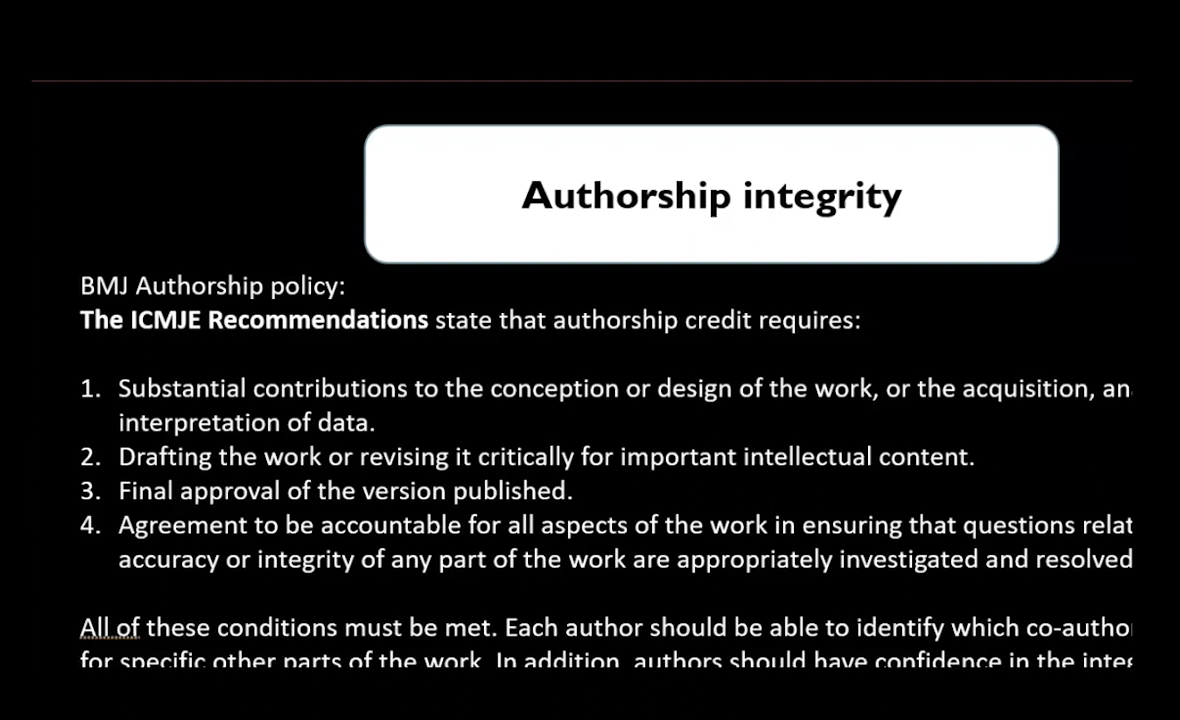 Authorship integrity
BMJ Authorship policy:
The ICMJE Recommendations state that authorship credit requires:
1. Substantial contributions to the conception or design of the work, or the acquisition,
interpretation of data.
2. Drafting the work or revising it critically for important intellectual content.
3. Final approval of the version published.
4. Agreement to be accountable for all aspects of the work in ensuring that questions
accuracy or integrity of any part of the work are appropriately investigated and resolved
All of these conditions must be met. Each author should be able to identify which
for specific other parts of the work. In addition, authors should have confidence in the